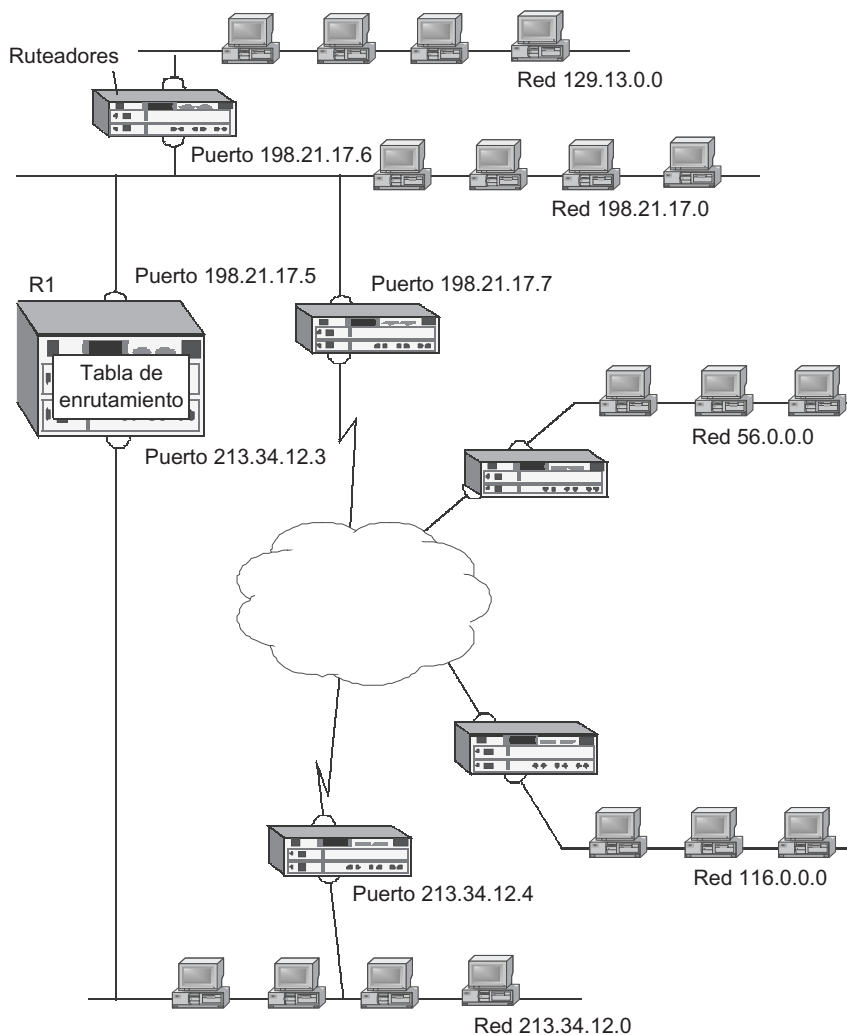 Ruteadores
Red 129.13.0.0
Puerto 198.21.17.6
Red 198.21.17.0
R1
Puerto 198.21.17.5
Puerto 198.21.17.7
Tabla de
enrutamiento
Red 56.0.0.0
Puerto 213.34.12.3
Red 116.0.0.0
Puerto 213.34.12.4
Red 213.34.12.0